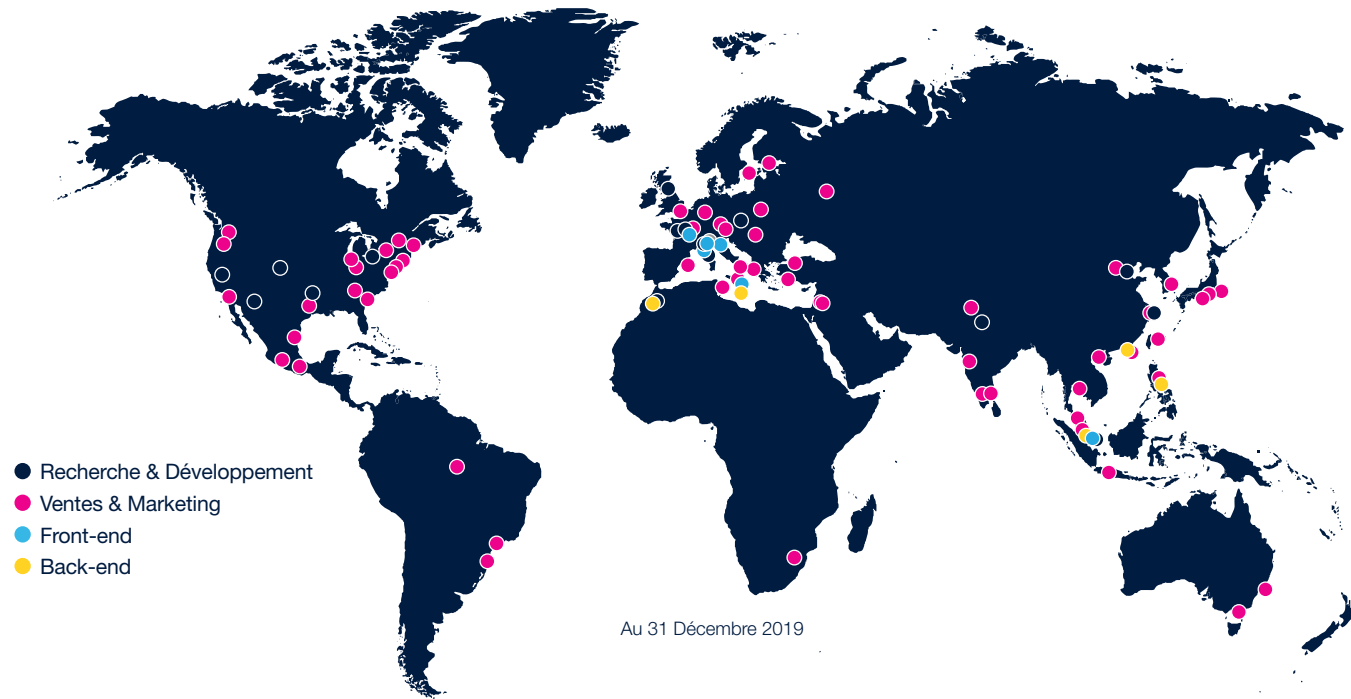 Recherche & Développement
Ventes & Marketing
Front-end
Back-end
Au 31 Décembre 2019